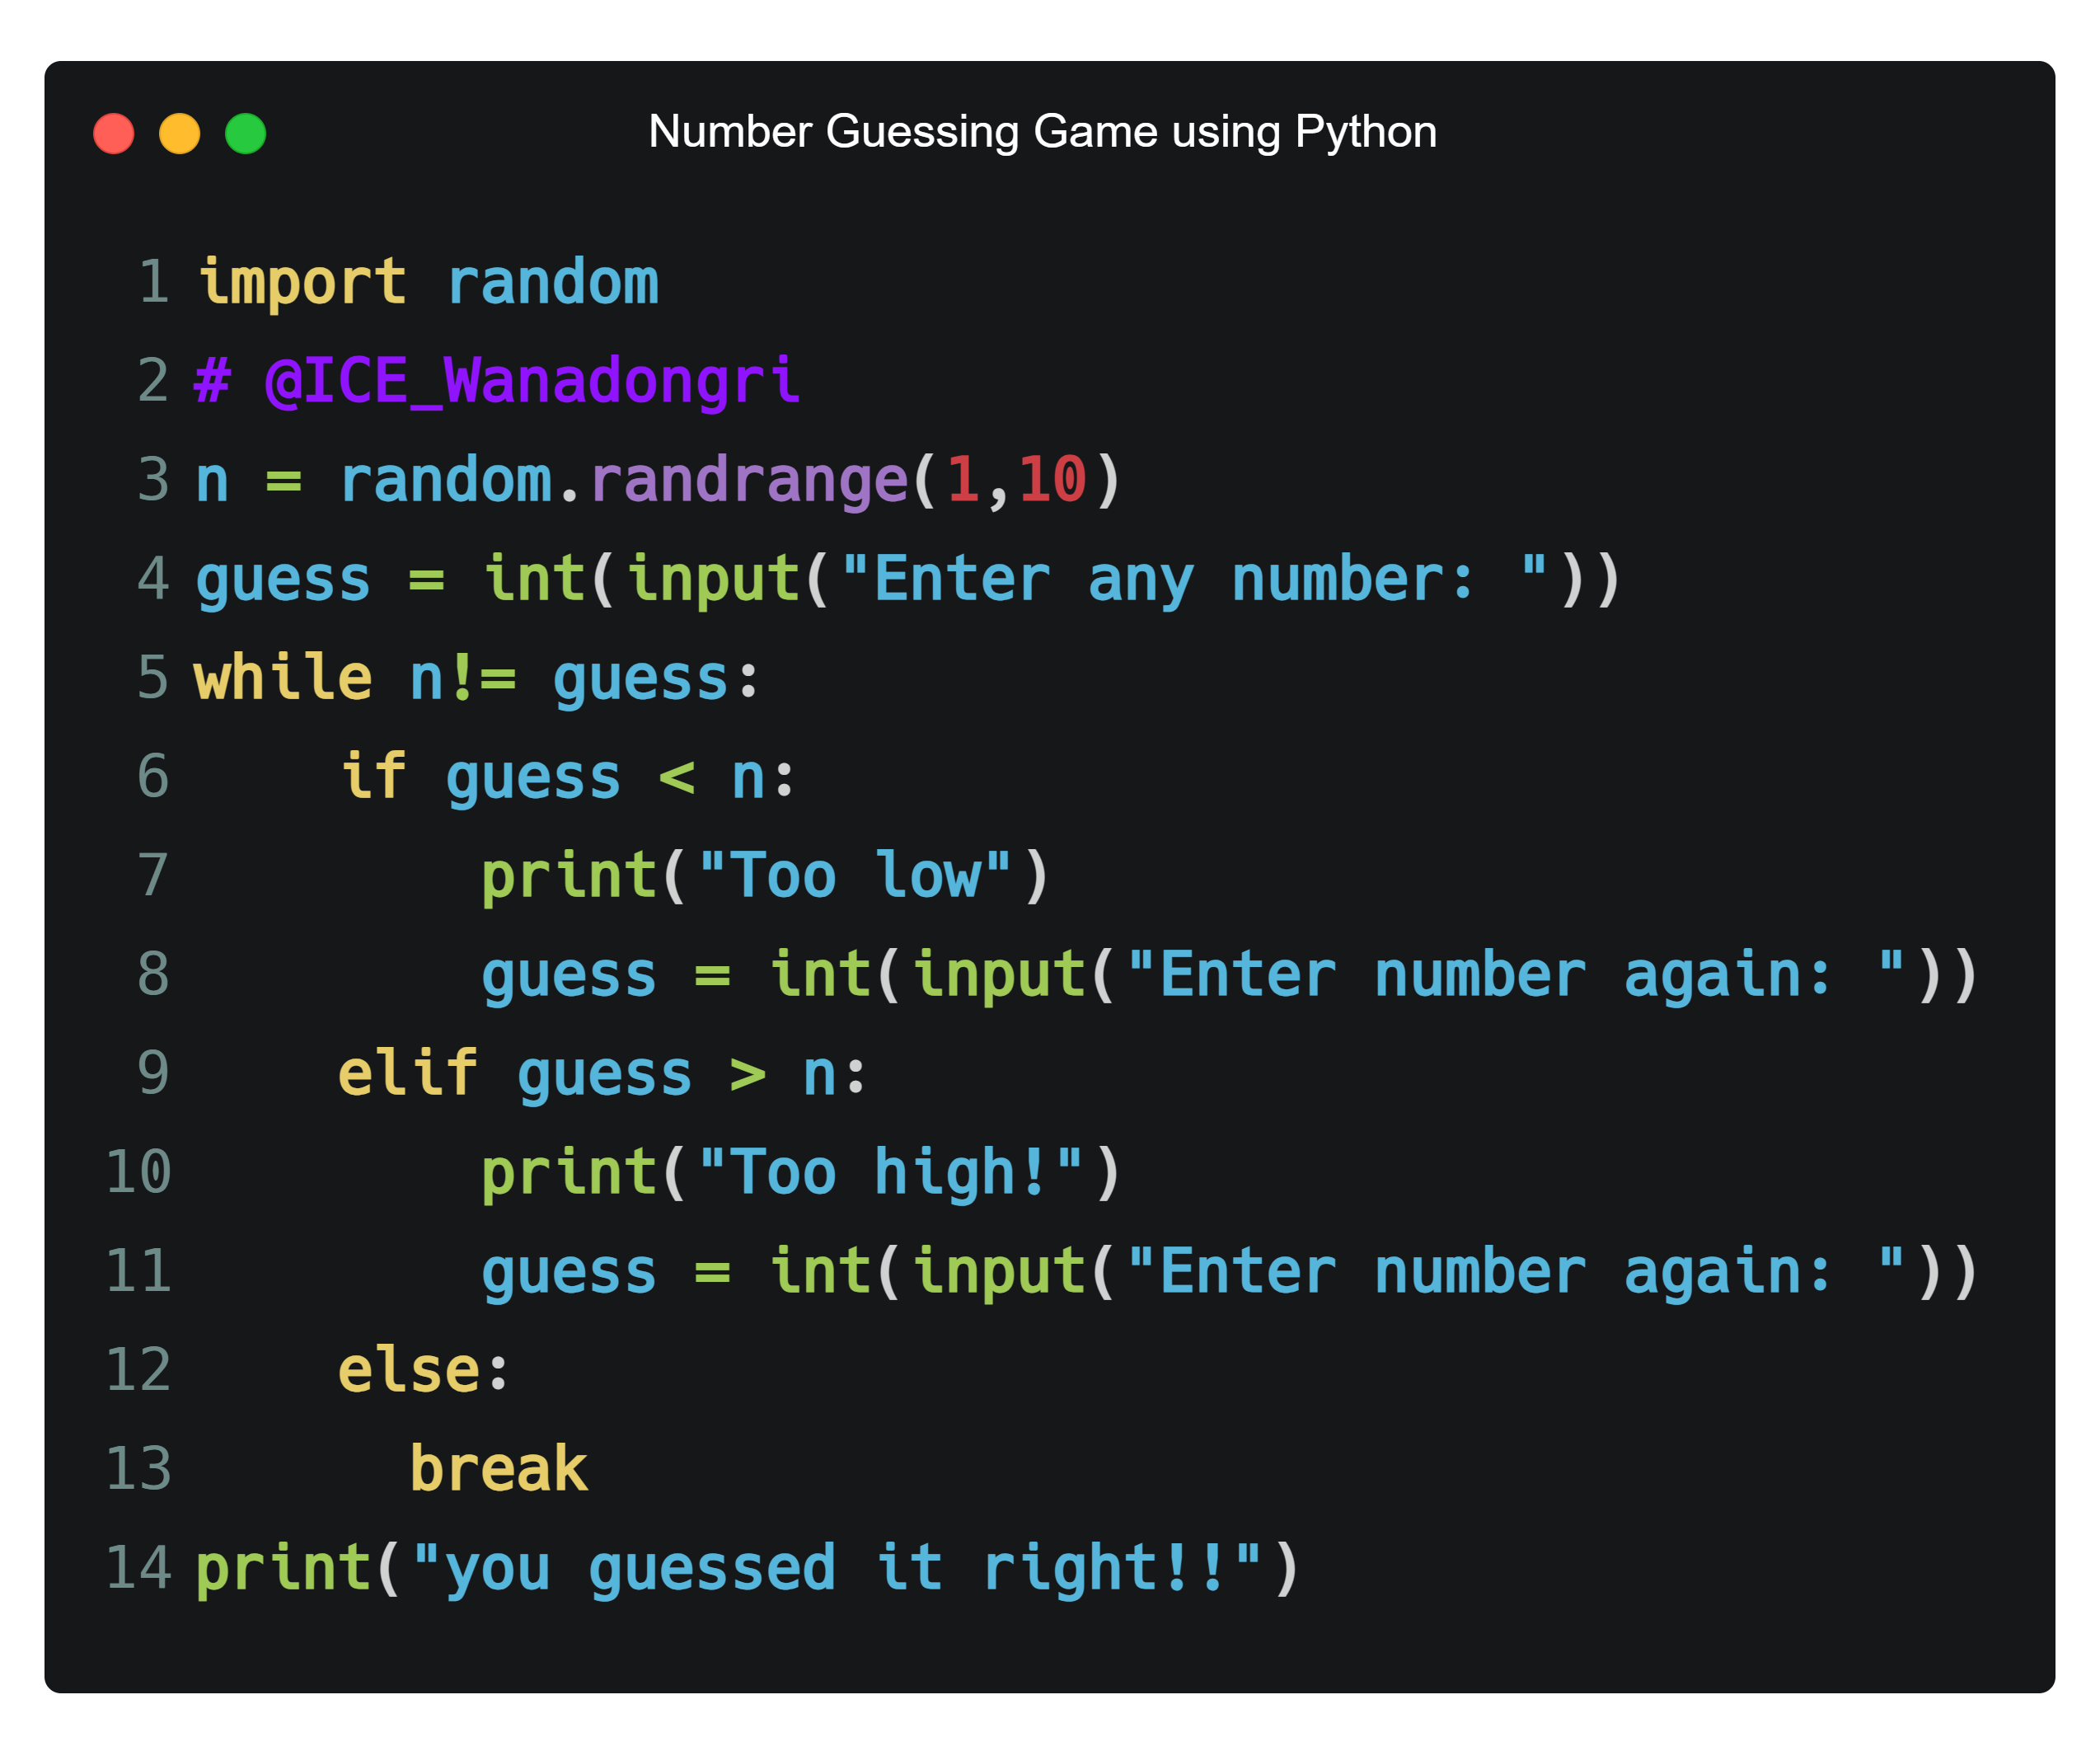 Number Guessing Game using Python
1 import random
2 # @ICE_Wanadongri
3 n = random.randrange(1,10)
4 guess = int(input("Enter any number: "))
5 while n!= guess:
6     if guess < n:
7         print("Too low")
8         guess = int(input("Enter number again: "))
9     elif guess > n:
10         print("Too high!")
11         guess = int(input("Enter number again: "))
12     else:
13       break
14 print("you guessed it right!!")